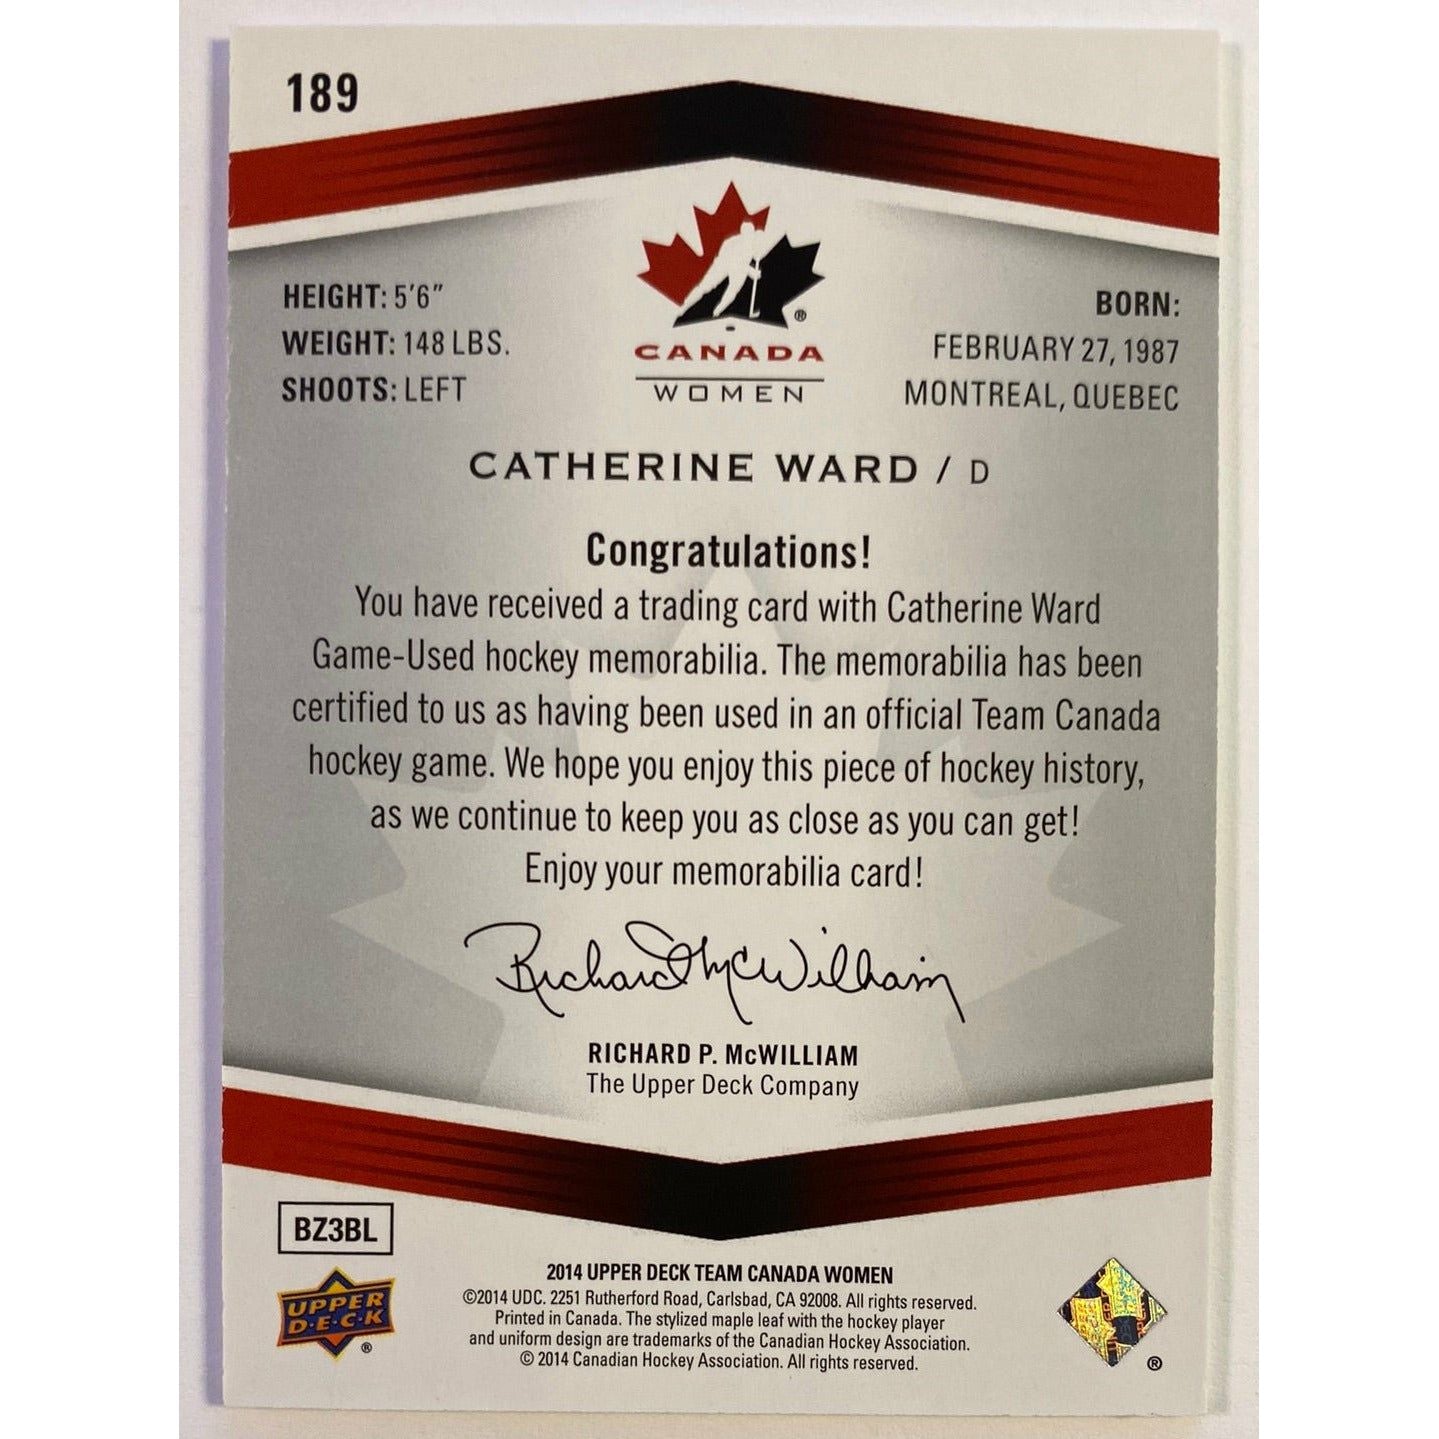 189
CANADA
WOMEN
HEIGHT: 5'6"
WEIGHT: 148 LBS.
SHOOTS: LEFT
BORN:
FEBRUARY 27, 1987
MONTREAL, QUEBEC
CATHERINE WARD / D
Congratulations!
You have received a trading card with Catherine Ward
Game-Used hockey memorabilia. The memorabilia has been
certified to us as having been used in an official Team Canada
hockey game. We hope you enjoy this piece of hockey history,
as we continue to keep you as close as you can get!
Enjoy your memorabilia card!
Richard McWilliam
RICHARD P. McWILLIAM
The Upper Deck Company
BZ3BL
UPPER
D·E·C·K
®
2014 UPPER DECK TEAM CANADA WOMEN
©2014 UDC. 2251 Rutherford Road, Carlsbad, CA 92008. All rights reserved.
Printed in Canada. The stylized maple leaf with the hockey player
and uniform design are trademarks of the Canadian Hockey Association.
© 2014 Canadian Hockey Association. All rights reserved.
®